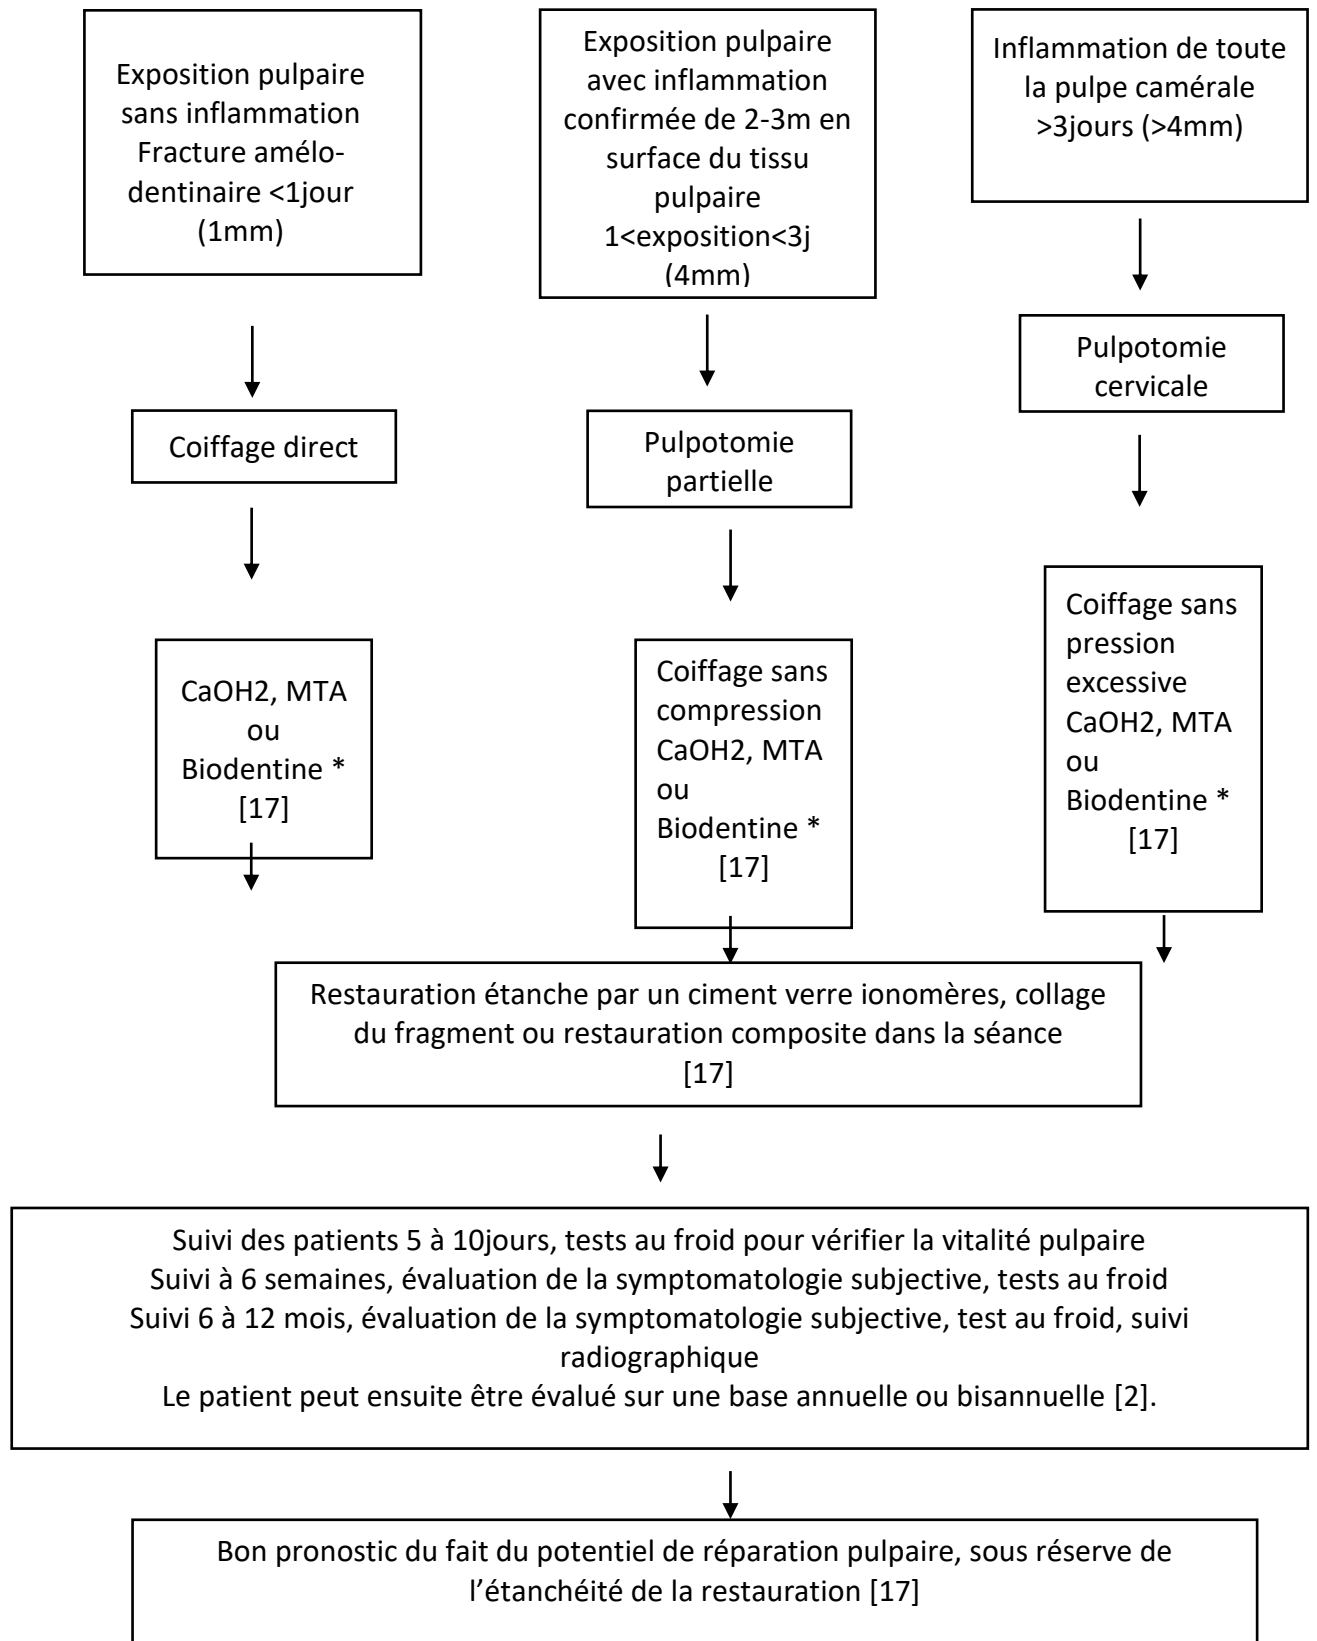 Exposition pulpaire
sans inflammation
Fracture amélo-
dentinaire <1jour
(1mm)
Exposition pulpaire
avec inflammation
confirmée de 2-3m en
surface du tissu
pulpaire
1<exposition<3j
(4mm)
Inflammation de toute
la pulpe camérale
>3jours (>4mm)
Coiffage direct
Pulpotomie
partielle
Pulpotomie
cervicale
CaOH2, MTA
ou
Biodentine *
[17]
Coiffage sans
compression
CaOH2, MTA
ou
Biodentine *
[17]
Coiffage sans
pression
excessive
CaOH2, MTA
ou
Biodentine *
[17]
Restauration étanche par un ciment verre ionomères, collage
du fragment ou restauration composite dans la séance
[17]
Suivi des patients 5 à 10jours, tests au froid pour vérifier la vitalité pulpaire
Suivi à 6 semaines, évaluation de la symptomatologie subjective, tests au froid
Suivi 6 à 12 mois, évaluation de la symptomatologie subjective, test au froid, suivi
radiographique
Le patient peut ensuite être évalué sur une base annuelle ou bisannuelle [2].
Bon pronostic du fait du potentiel de réparation pulpaire, sous réserve de
l’étanchéité de la restauration [17]